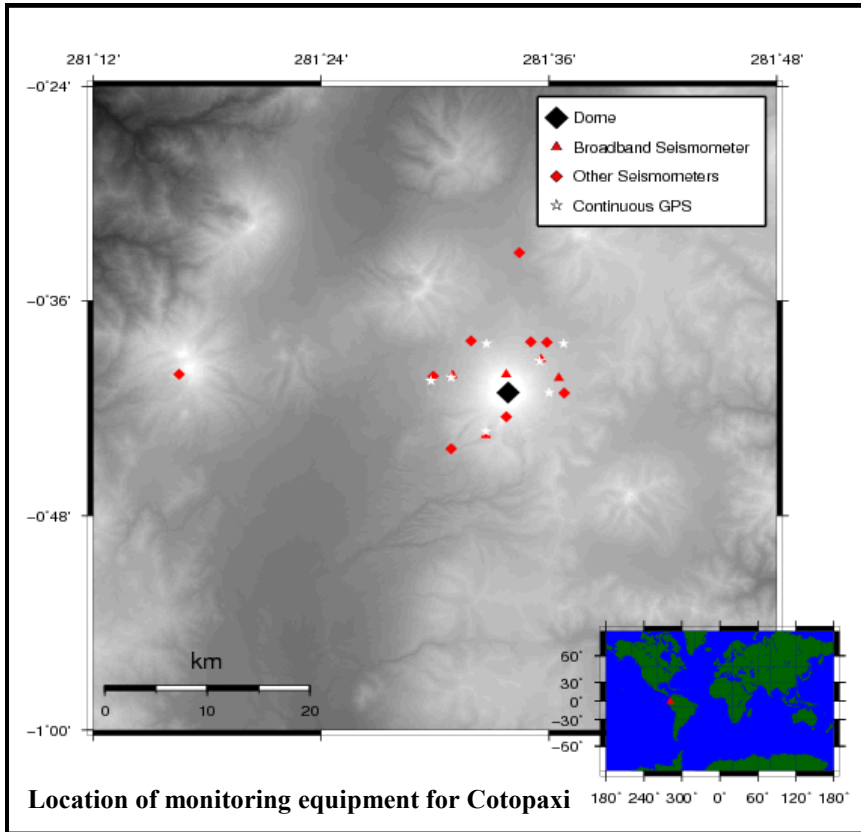 281°12' 281°24' 281°36' 281°48'
−0°24'
Dome
Broadband Seismometer
Other Seismometers
Continuous GPS
−0°36'
−0°48'
km
0 10 20
−1°00'
60°
30°
0°
−30°
−60°
180° 240° 300° 0° 60° 120° 180°
Location of monitoring equipment for Cotopaxi